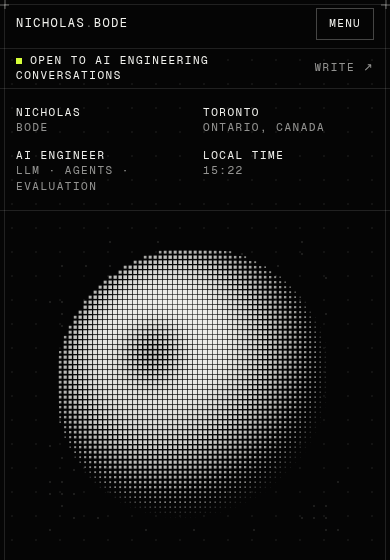 NICHOLAS.BODE
MENU
OPEN TO AI ENGINEERING
CONVERSATIONS
WRITE ↗
NICHOLAS
BODE
TORONTO
ONTARIO, CANADA
AI ENGINEER
LLM · AGENTS ·
EVALUATION
LOCAL TIME
15:22